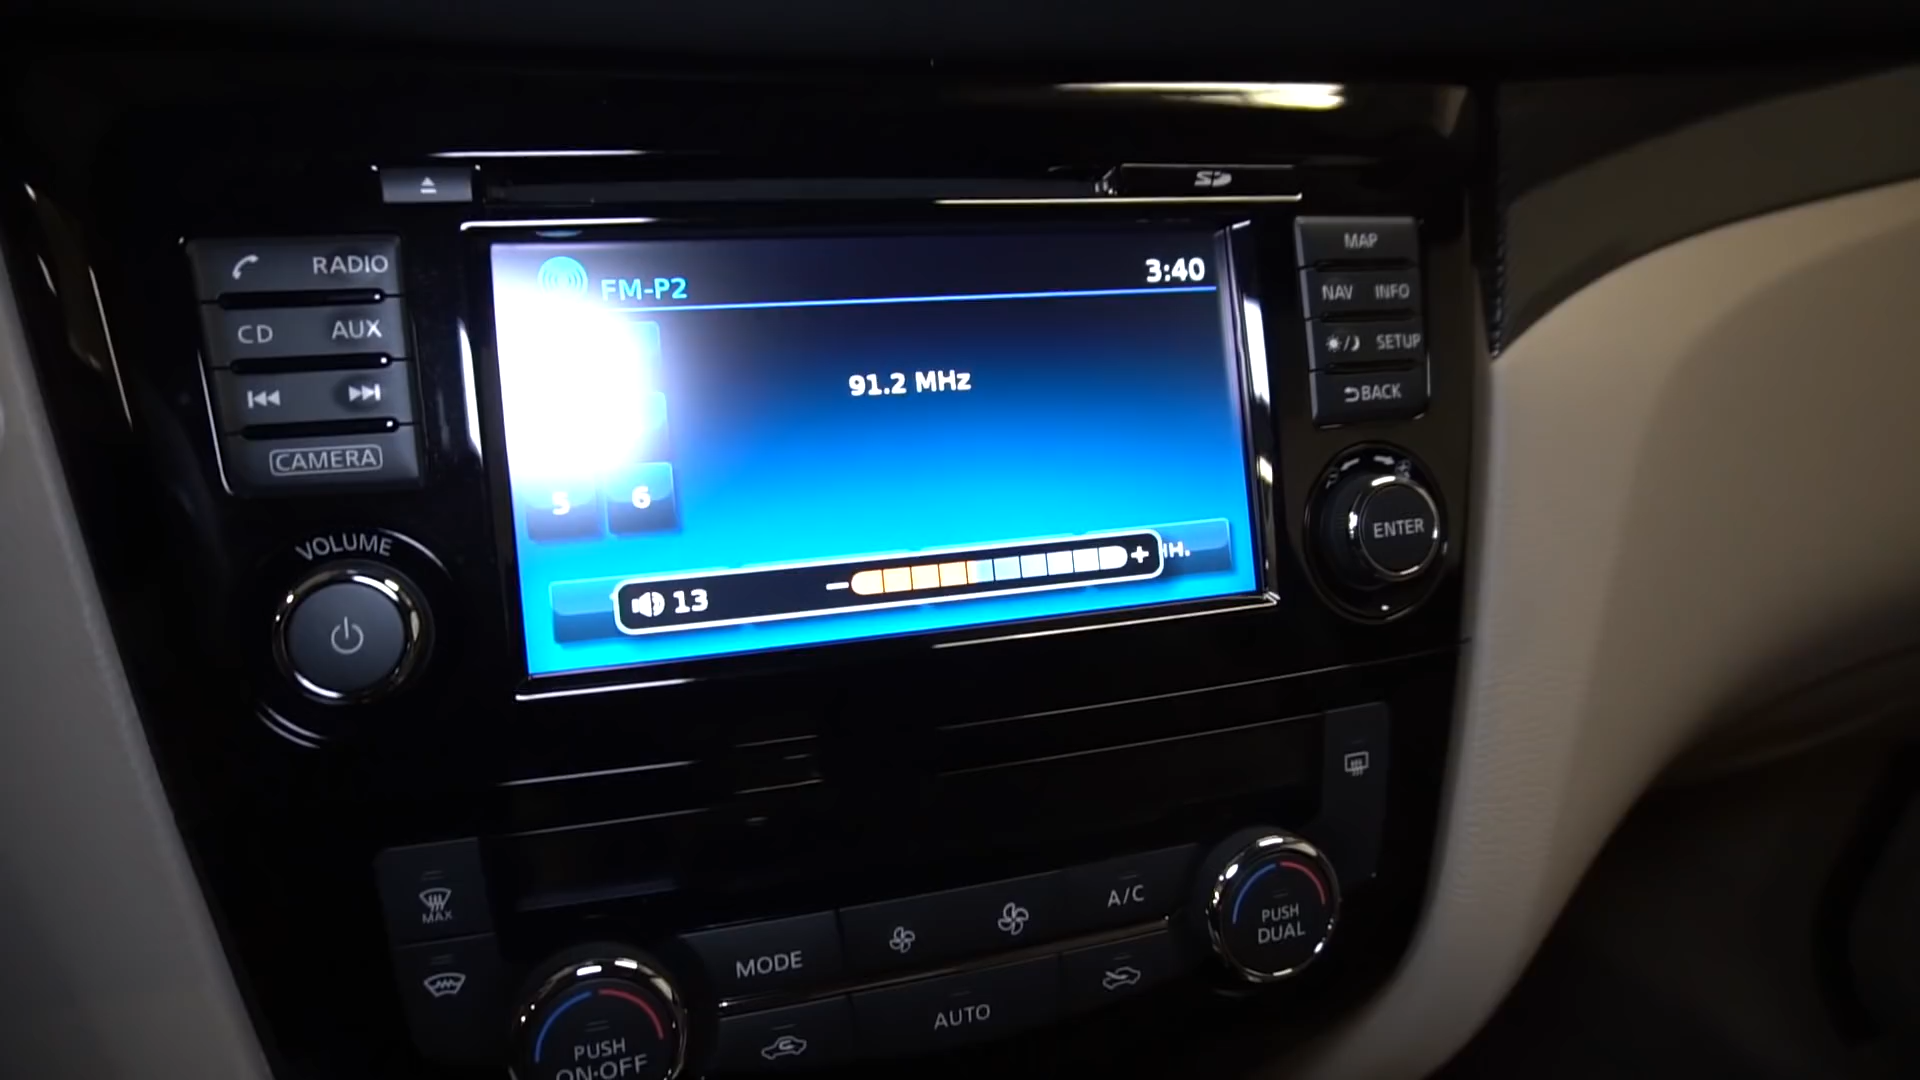 SD
RADIO
CD AUX
CAMERA
VOLUME
FM-P2
3:40
91.2 MHz
5 6
13
MAP
NAV INFO
SETUP
BACK
ENTER
MAX
MODE
A/C
AUTO
PUSH
DUAL
PUSH
ON·OFF